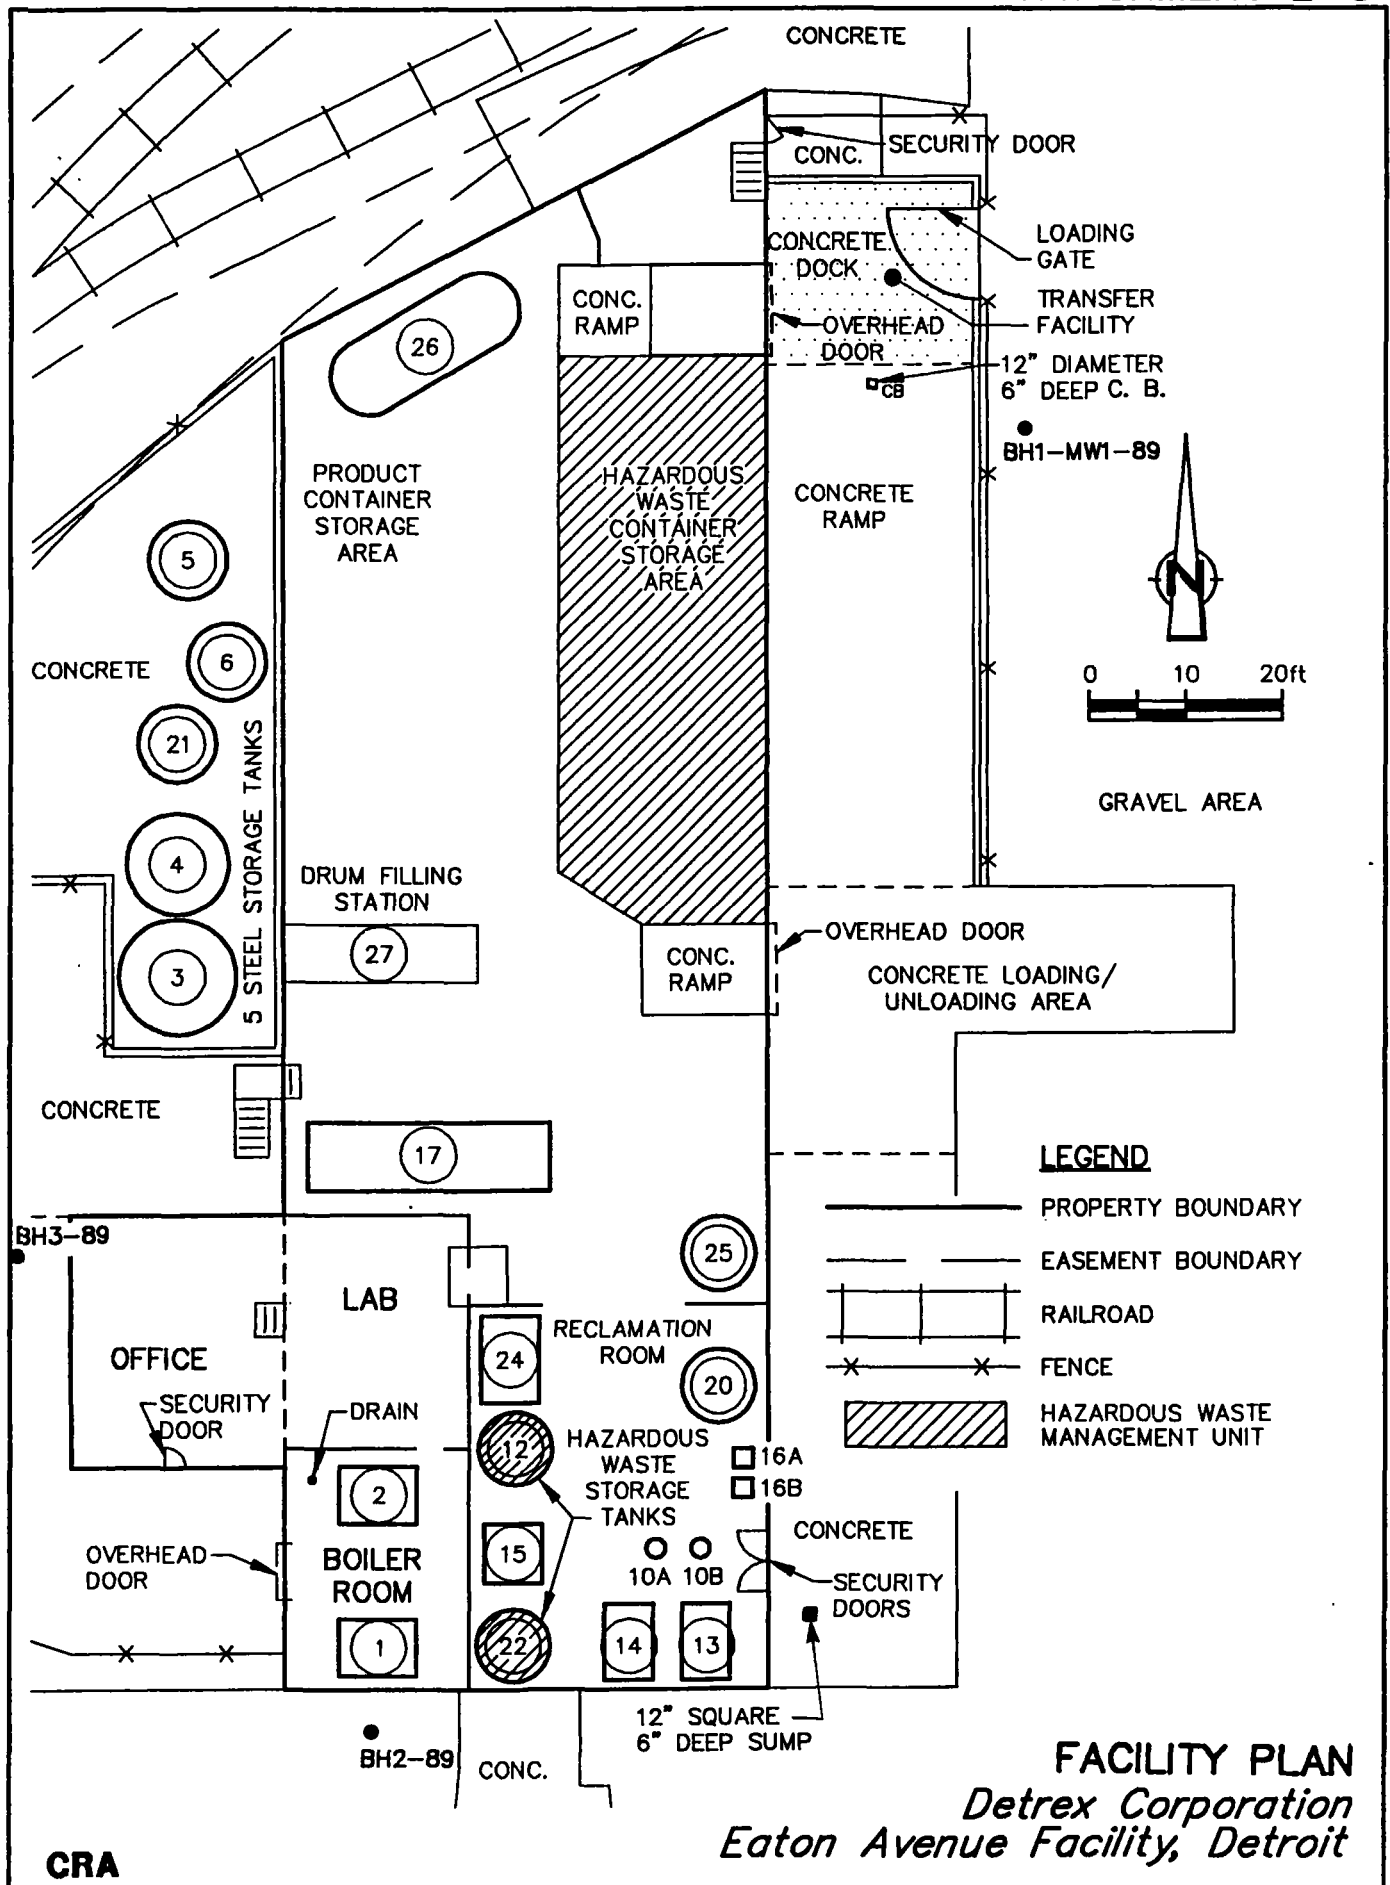 CONCRETE
SECURITY DOOR
CONC.
CONCRETE
DOCK
LOADING
GATE
TRANSFER
FACILITY
CONC.
RAMP
OVERHEAD
DOOR
12" DIAMETER
6" DEEP C. B.
CB
BH1-MW1-89
26
PRODUCT
CONTAINER
STORAGE
AREA
HAZARDOUS
WASTE
CONTAINER
STORAGE
AREA
CONCRETE
RAMP
N
5
6
CONCRETE
21
4
3
5 STEEL STORAGE TANKS
0 10 20ft
GRAVEL AREA
DRUM FILLING
STATION
27
CONC.
RAMP
OVERHEAD DOOR
CONCRETE LOADING/
UNLOADING AREA
CONCRETE
17
LEGEND
PROPERTY BOUNDARY
EASEMENT BOUNDARY
RAILROAD
FENCE
HAZARDOUS WASTE
MANAGEMENT UNIT
BH3-89
25
LAB
OFFICE
RECLAMATION
ROOM
24
20
SECURITY
DOOR
DRAIN
12
HAZARDOUS
WASTE
STORAGE
TANKS
16A
16B
2
OVERHEAD
DOOR
BOILER
ROOM
15
10A 10B
CONCRETE
SECURITY
DOORS
1
22
14
13
12" SQUARE
6" DEEP SUMP
BH2-89
CONC.
FACILITY PLAN
Detrex Corporation
Eaton Avenue Facility, Detroit
CRA